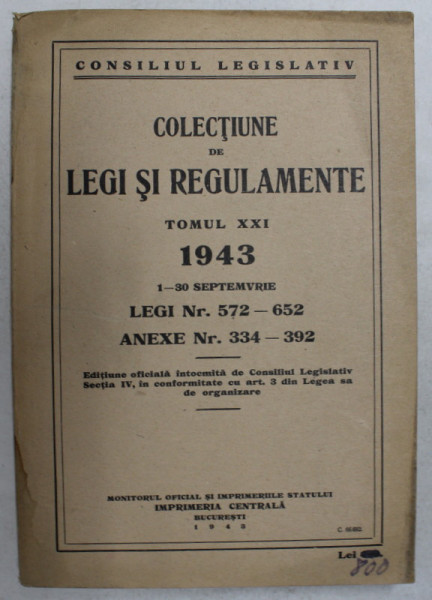 CONSILIUL LEGISLATIV
COLECŢIUNE
DE
LEGI ŞI REGULAMENTE
TOMUL XXI
1943
1—30 SEPTEMVRIE
LEGI Nr. 572 — 652
ANEXE Nr. 334 — 392
Ediţiune oficială întocmită de Consiliul Legislativ
Secţia IV, în conformitate cu art. 3 din Legea sa
de organizare
MONITORUL OFICIAL ŞI IMPRIMERIILE STATULUI
IMPRIMERIA CENTRALĂ
BUCUREŞTI
1943
C.
Lei
800